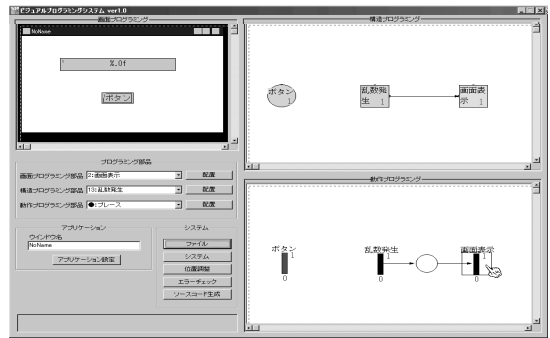 ビジュアルプログラミングシステム ver1.0
画面プログラミング
NoName
%.0f
ボタン
プログラミング部品
画面プログラミング部品 2:画面表示 配置
構造プログラミング部品 13:乱数発生 配置
動作プログラミング部品 ●:プレース 配置
アプリケーション
ウインドウ名
NoName
アプリケーション設定
システム
ファイル
システム
位置調整
エラーチェック
ソースコード生成
構造プログラミング
ボタン
1
乱数発
生 1
画面表
示 1
動作プログラミング
ボタン
1
0
乱数発生
1
0
画面表示
1
0